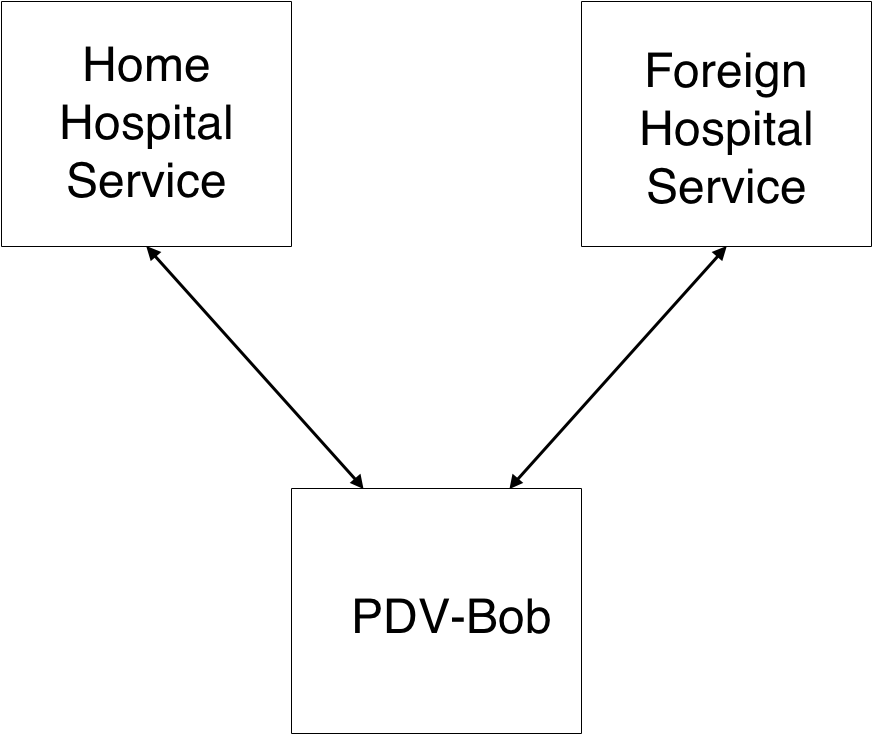 Home
Hospital
Service
Foreign
Hospital
Service
PDV-Bob